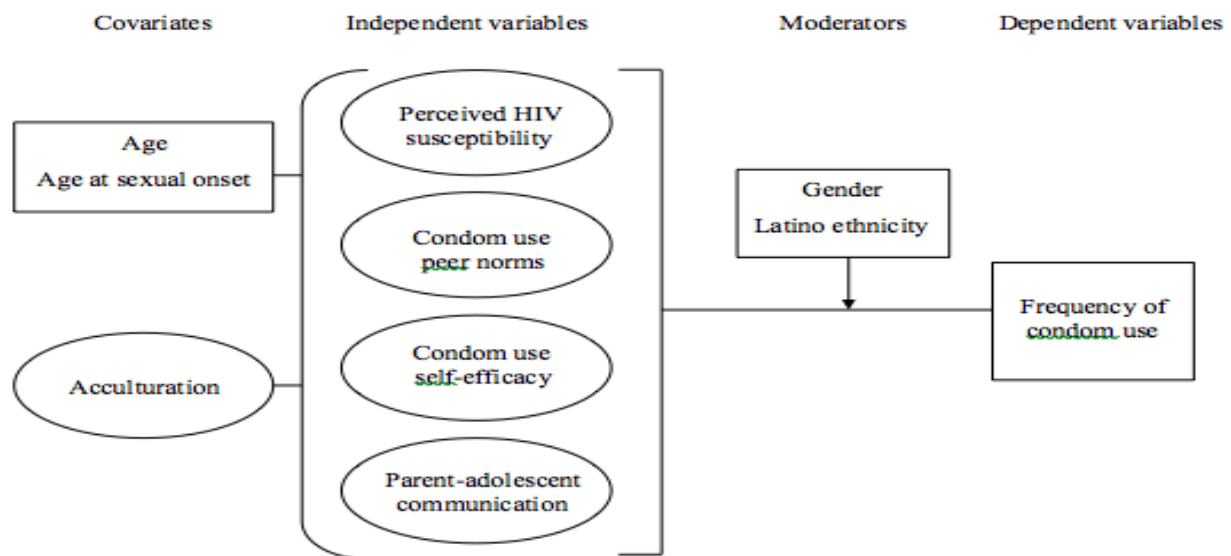 Covariates
Independent variables
Moderators
Dependent variables
Age
Age at sexual onset
Acculturation
Perceived HIV
susceptibility
Condom use
peer norms
Condom use
self-efficacy
Parent-adolescent
communication
Gender
Latino ethnicity
Frequency of
condom use